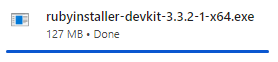 rubyinstaller-devkit-3.3.2-1-x64.exe
127 MB • Done